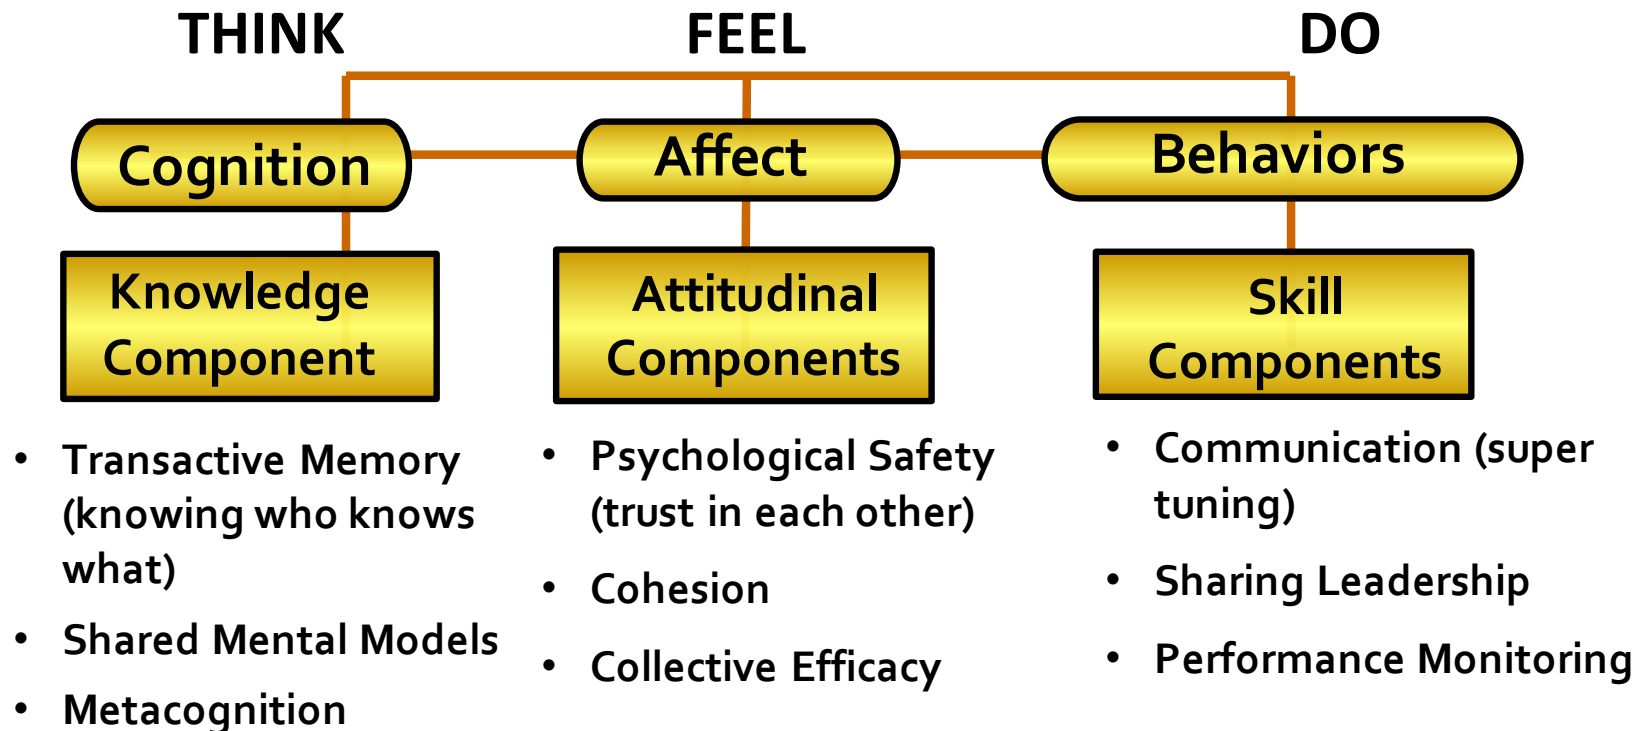 THINK
FEEL
DO
Cognition
Affect
Behaviors
Knowledge
Component
Attitudinal
Components
Skill
Components
• Transactive Memory
(knowing who knows
what)
• Shared Mental Models
• Metacognition
• Psychological Safety
(trust in each other)
• Cohesion
• Collective Efficacy
• Communication (super
tuning)
• Sharing Leadership
• Performance Monitoring